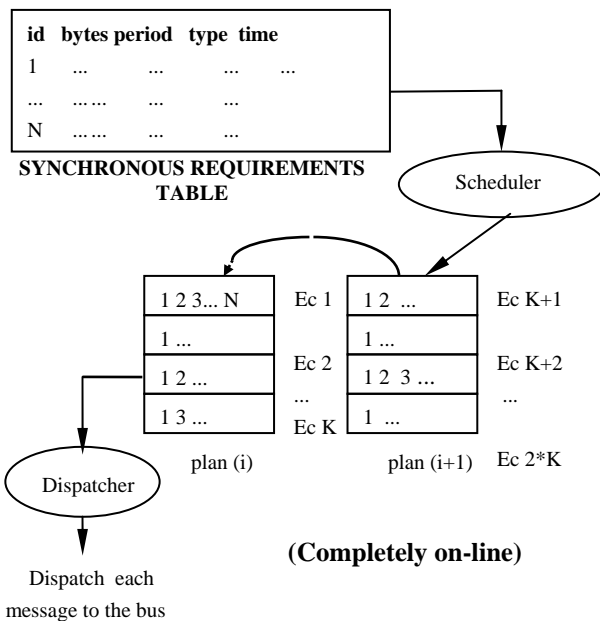 id bytes period type time
1 ... ... ... ...
... ... ... ... ...
N ... ... ... ...
SYNCHRONOUS REQUIREMENTS
TABLE
Scheduler
1 2 3... N
Ec 1
1 2 ...
Ec K+1
1 ...
1 ...
Ec 2
Ec K+2
1 2 ...
1 2 3 ...
...
...
1 3 ...
Ec K
1 ...
plan (i)
plan (i+1)
Ec 2*K
Dispatcher
(Completely on-line)
Dispatch each
message to the bus